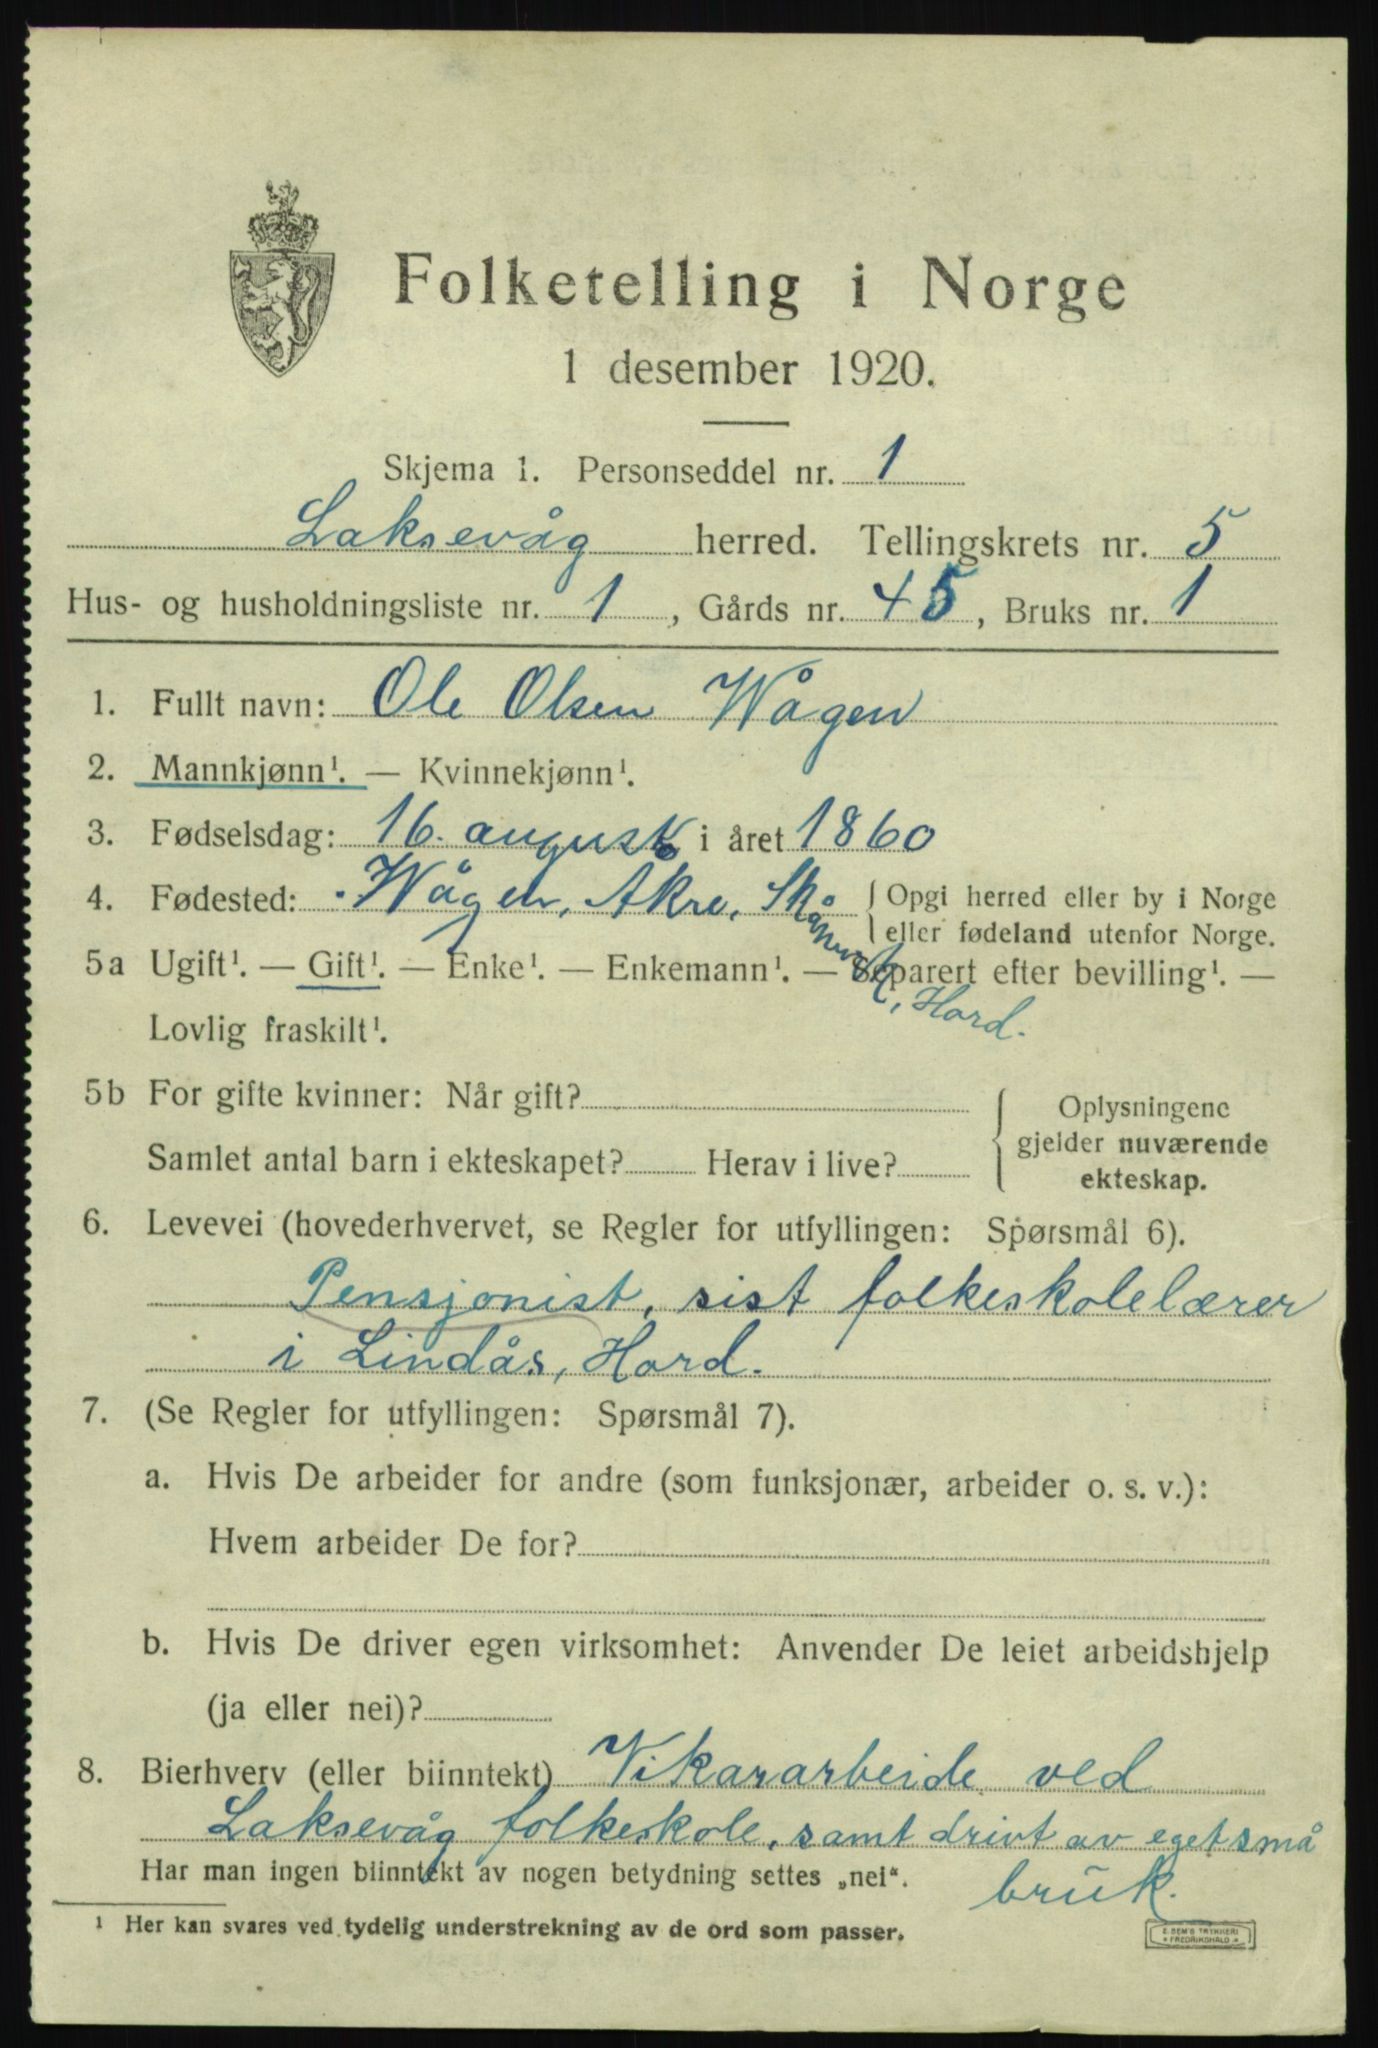 Folketelling i Norge
1 desember 1920.
Skjema 1. Personseddel nr. 1
Laksevåg herred. Tellingskrets nr. 5
Hus- og husholdningsliste nr. 1, Gårds nr. 45, Bruks nr. 1
1. Fullt navn: Ole Olsen Wågen
2. Mannkjønn¹. — Kvinnekjønn¹.
3. Fødselsdag: 16. august i året 1860
4. Fødested: Wågen, Akre, Skånevik, Hord.
{ Opgi herred eller by i Norge
eller fødeland utenfor Norge.
5a Ugift¹. — Gift¹. — Enke¹. — Enkemann¹. — Separert efter bevilling¹. —
Lovlig fraskilt¹.
5b For gifte kvinner: Når gift?
Samlet antal barn i ekteskapet? Herav i live?
{ Oplysningene
gjelder nuværende
ekteskap.
6. Levevei (hovederhvervet, se Regler for utfyllingen: Spørsmål 6).
Pensjonist, sist folkeskolelærer
i Lindås, Hord.
7. (Se Regler for utfyllingen: Spørsmål 7).
a. Hvis De arbeider for andre (som funksjonær, arbeider o. s. v.):
Hvem arbeider De for?
b. Hvis De driver egen virksomhet: Anvender De leiet arbeidshjelp
(ja eller nei)?
8. Bierhverv (eller biinntekt) Vikararbeide ved
Laksevåg folkeskole, samt drivt av eget små
bruk.
Har man ingen biinntekt av nogen betydning settes „nei“.
¹ Her kan svares ved tydelig understrekning av de ord som passer.
E. SEM'S TRYKKERI
FREDRIKSHALD